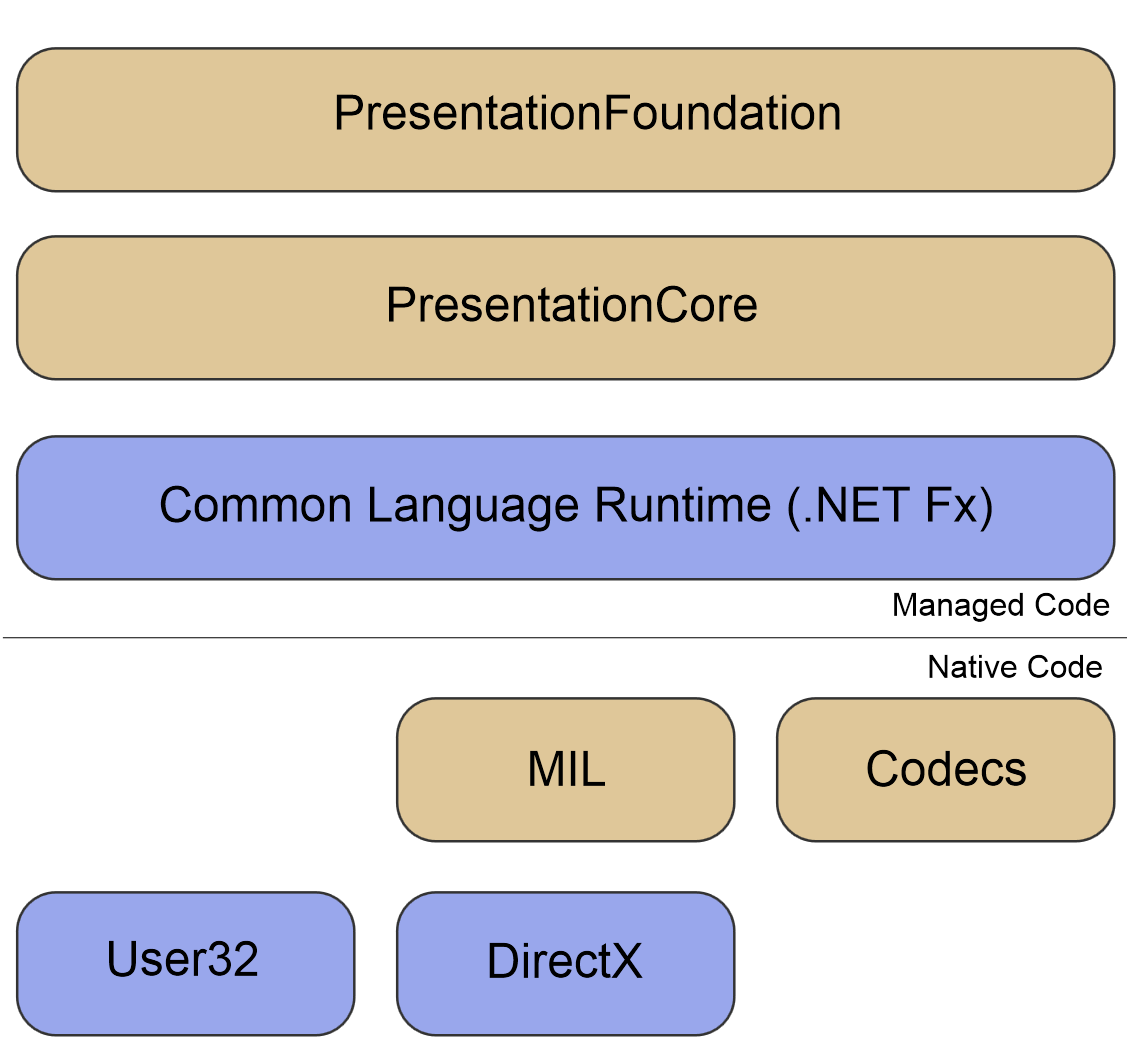 PresentationFoundation
PresentationCore
Common Language Runtime (.NET Fx)
Managed Code
Native Code
MIL
Codecs
User32
DirectX